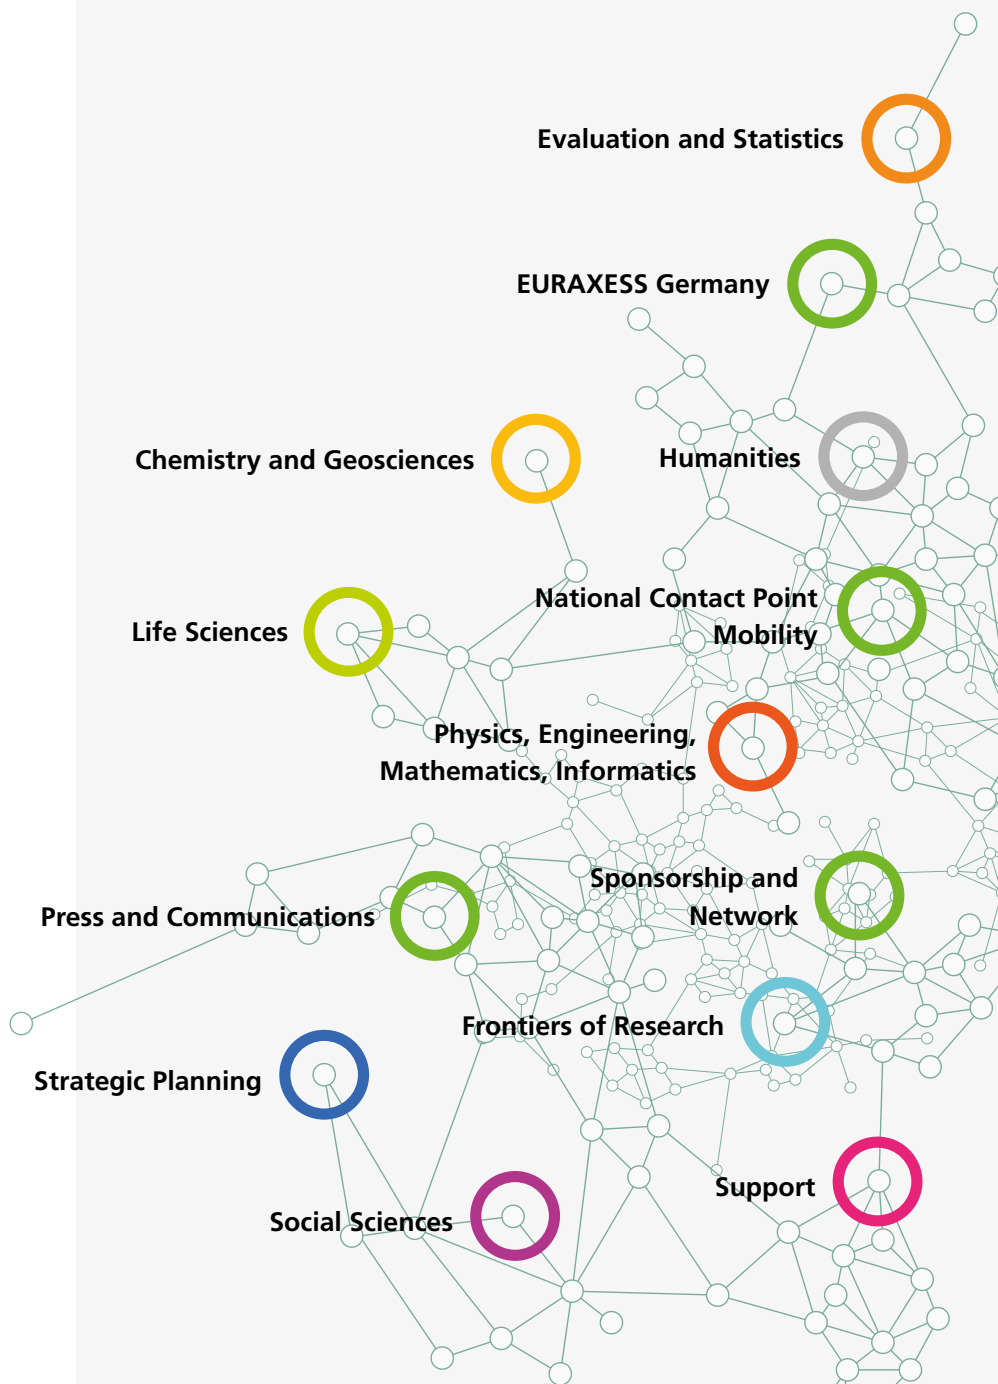 Evaluation and Statistics
EURAXESS Germany
Chemistry and Geosciences
Humanities
National Contact Point
Mobility
Life Sciences
Physics, Engineering,
Mathematics, Informatics
Sponsorship and
Network
Press and Communications
Frontiers of Research
Strategic Planning
Support
Social Sciences